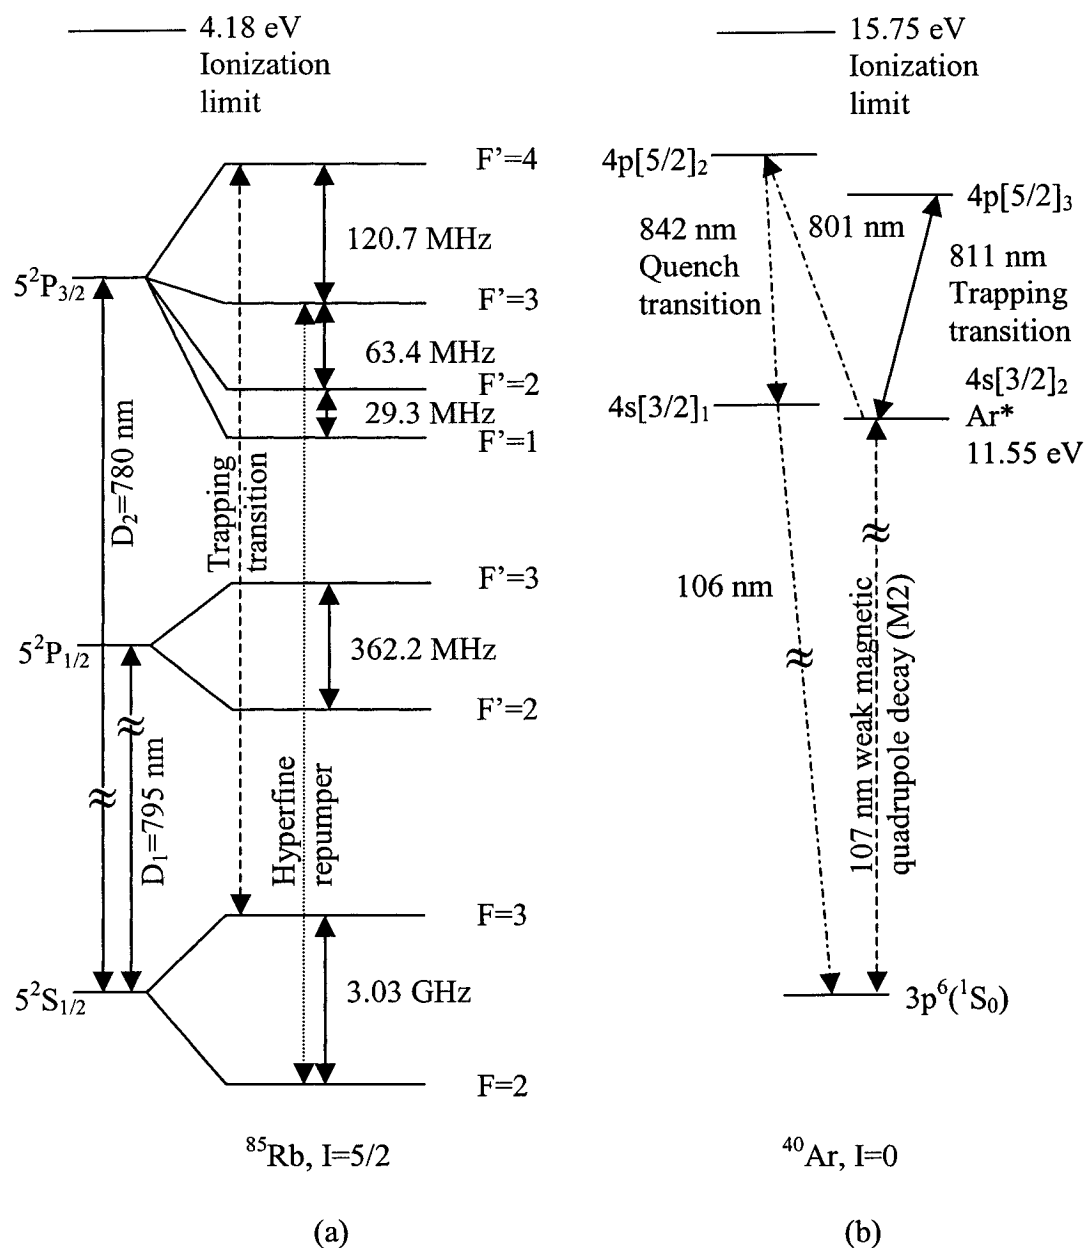 4.18 eV
Ionization
limit
F'=4
120.7 MHz
5²P₃/₂
F'=3
63.4 MHz
F'=2
29.3 MHz
F'=1
D₂=780 nm
Trapping
transition
F'=3
5²P₁/₂
362.2 MHz
F'=2
D₁=795 nm
Hyperfine
repumper
F=3
5²S₁/₂
3.03 GHz
F=2
⁸⁵Rb, I=5/2
(a)
15.75 eV
Ionization
limit
4p[5/2]₂
4p[5/2]₃
842 nm
Quench
transition
801 nm
811 nm
Trapping
transition
4s[3/2]₁
4s[3/2]₂
Ar*
11.55 eV
106 nm
107 nm weak magnetic
quadrupole decay (M2)
3p⁶(¹S₀)
⁴⁰Ar, I=0
(b)